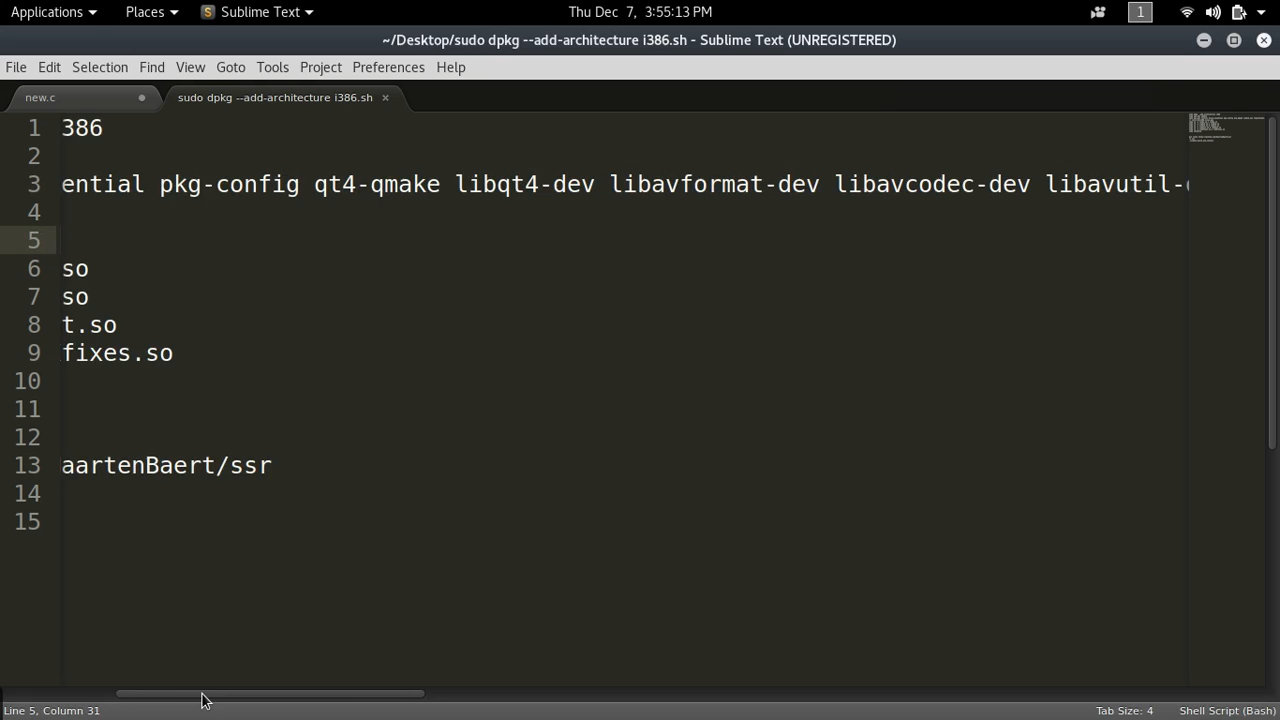 Applications Places Sublime Text Thu Dec 7, 3:55:13 PM 1
~/Desktop/sudo dpkg --add-architecture i386.sh - Sublime Text (UNREGISTERED)
File Edit Selection Find View Goto Tools Project Preferences Help
new.c sudo dpkg --add-architecture i386.sh
1 386
2
3 ential pkg-config qt4-qmake libqt4-dev libavformat-dev libavcodec-dev libavutil-
4
5
6 so
7 so
8 t.so
9 fixes.so
10
11
12
13 aartenBaert/ssr
14
15
Line 5, Column 31 Tab Size: 4 Shell Script (Bash)